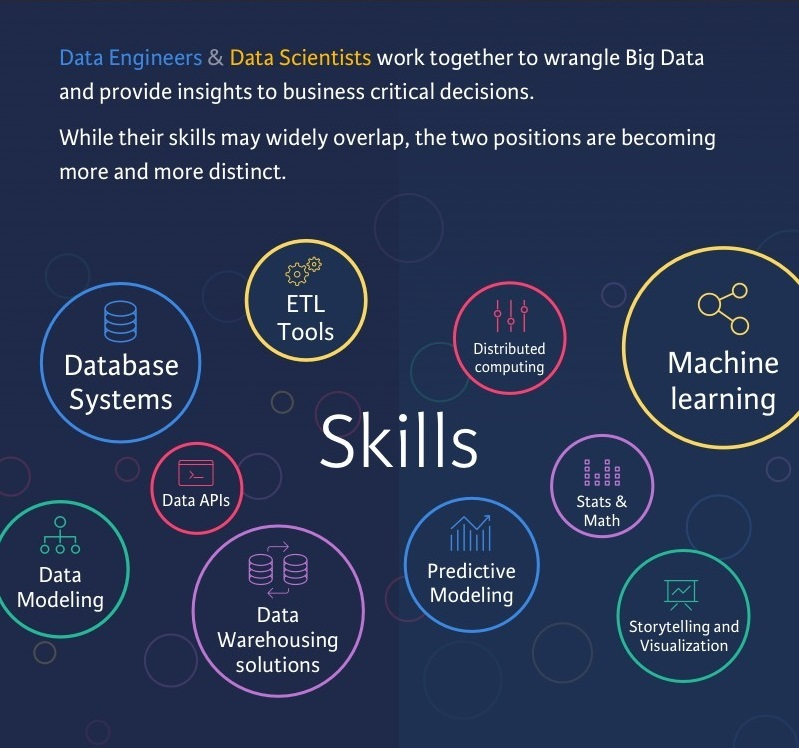 Data Engineers & Data Scientists work together to wrangle Big Data
and provide insights to business critical decisions.
While their skills may widely overlap, the two positions are becoming
more and more distinct.
ETL
Tools
Database
Systems
Distributed
computing
Machine
learning
Skills
Data APIs
Stats &
Math
Data
Modeling
Predictive
Modeling
Data
Warehousing
solutions
Storytelling and
Visualization